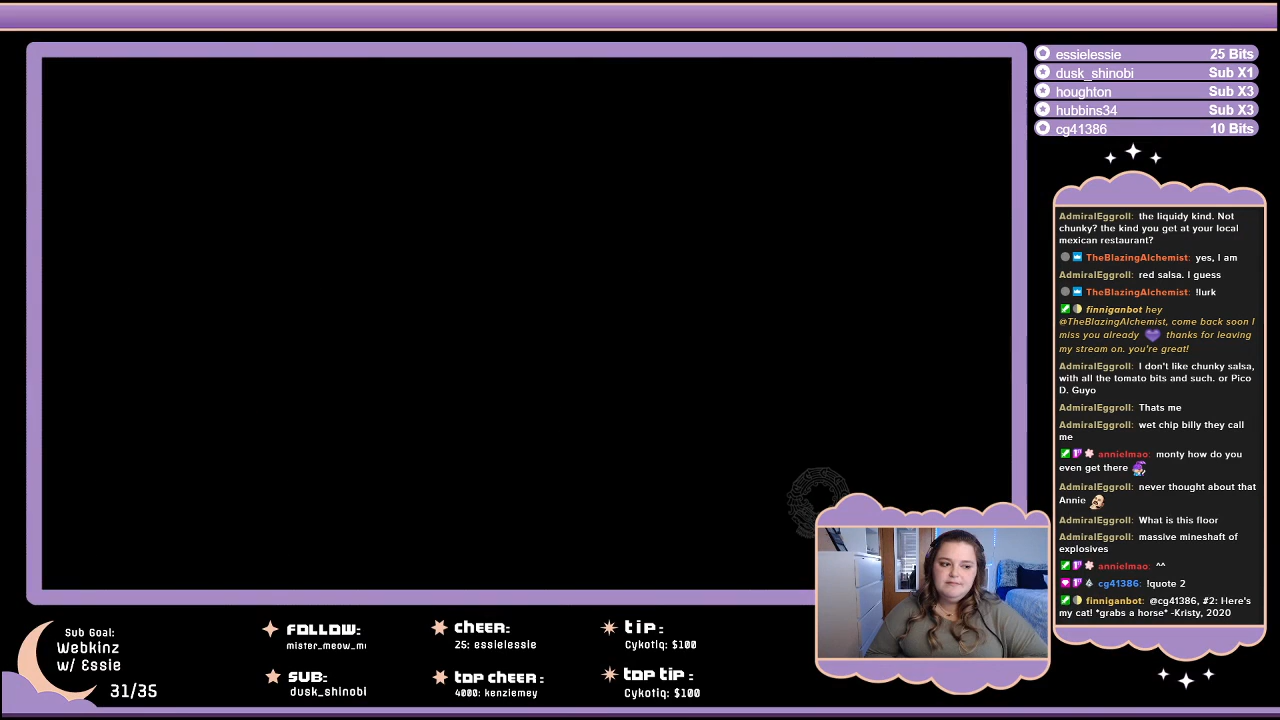 essielessie 25 Bits
dusk_shinobi Sub X1
houghton Sub X3
hubbins34 Sub X3
cg41386 10 Bits
AdmiralEggroll: the liquidy kind. Not
chunky? the kind you get at your local
mexican restaurant?
TheBlazingAlchemist: yes, I am
AdmiralEggroll: red salsa. I guess
TheBlazingAlchemist: !lurk
finniganbot hey
@TheBlazingAlchemist, come back soon I
miss you already thanks for leaving
my stream on. you're great!
AdmiralEggroll: I don't like chunky salsa,
with all the tomato bits and such. or Pico
D. Guyo
AdmiralEggroll: Thats me
AdmiralEggroll: wet chip billy they call
me
annielmao: monty how do you
even get there
AdmiralEggroll: never thought about that
Annie
AdmiralEggroll: What is this floor
AdmiralEggroll: massive mineshaft of
explosives
annielmao: ^^
cg41386: !quote 2
finniganbot: @cg41386, #2: Here's
my cat! *grabs a horse* -Kristy, 2020
Sub Goal:
Webkinz
w/ Essie
31/35
FOLLOW:
mister_meow_m
SUB:
dusk_shinobi
CHEER:
25: essielessie
TOP CHEER:
4000: kenziemey
TIP:
Cykotiq: $100
TOP TIP:
Cykotiq: $100